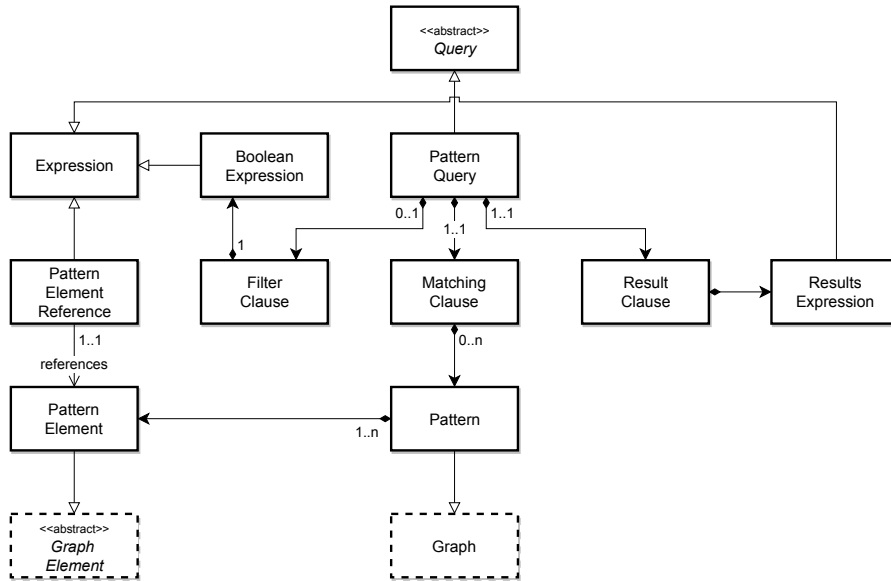 <<abstract>>
Query
Expression
Boolean
Expression
Pattern
Query
0..1
1..1
1..1
1
Pattern
Element
Reference
Filter
Clause
Matching
Clause
Result
Clause
Results
Expression
1..1
references
0..n
Pattern
Element
1..n
Pattern
<<abstract>>
Graph
Element
Graph